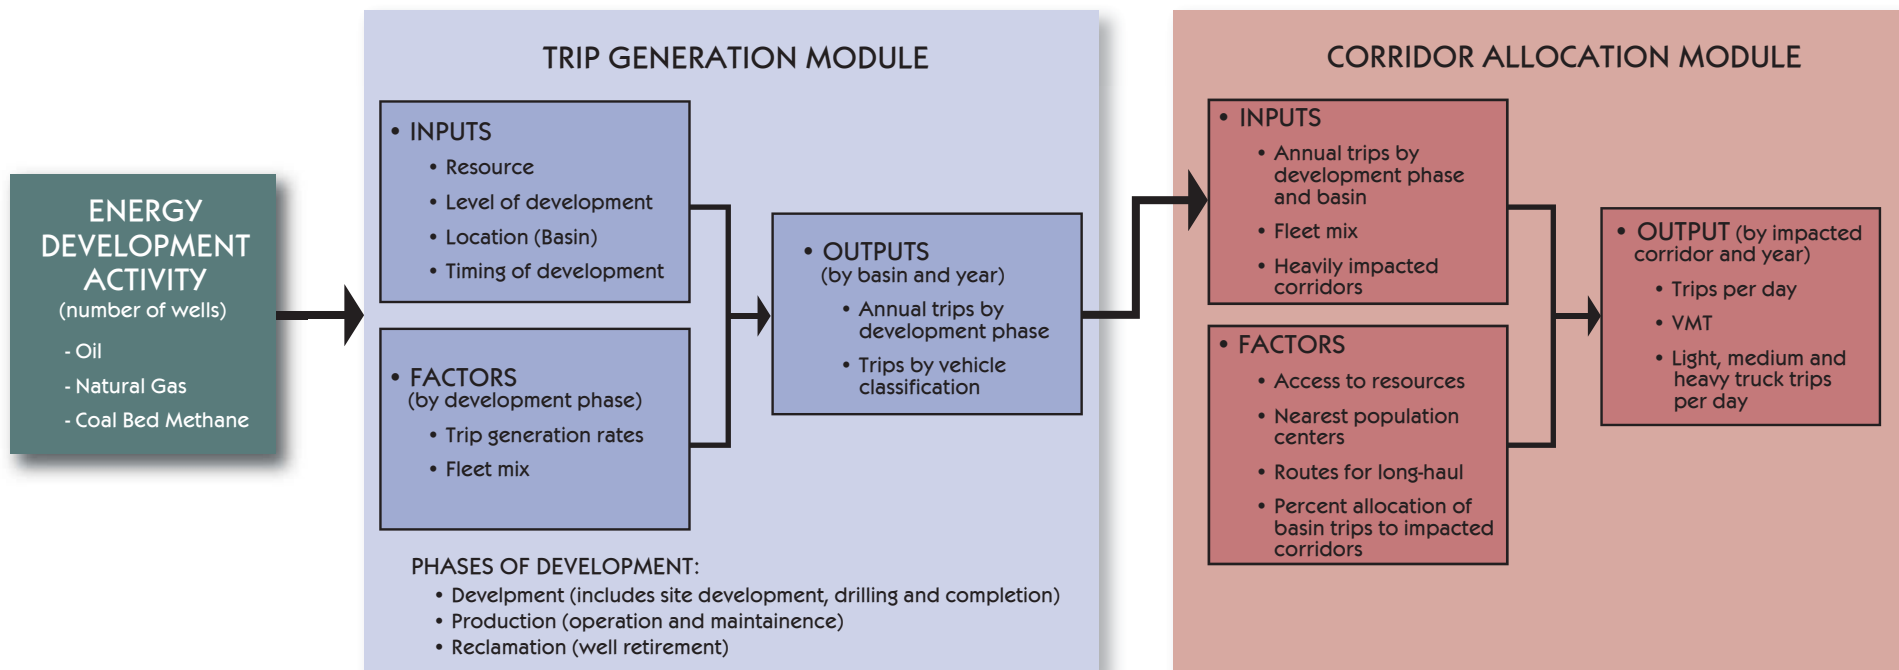 ENERGY
DEVELOPMENT
ACTIVITY
(number of wells)
- Oil
- Natural Gas
- Coal Bed Methane
TRIP GENERATION MODULE
• INPUTS
• Resource
• Level of development
• Location (Basin)
• Timing of development
• FACTORS
(by development phase)
• Trip generation rates
• Fleet mix
• OUTPUTS
(by basin and year)
• Annual trips by
development phase
• Trips by vehicle
classification
PHASES OF DEVELOPMENT:
• Develpment (includes site development, drilling and completion)
• Production (operation and maintainence)
• Reclamation (well retirement)
CORRIDOR ALLOCATION MODULE
• INPUTS
• Annual trips by
development phase
and basin
• Fleet mix
• Heavily impacted
corridors
• FACTORS
• Access to resources
• Nearest population
centers
• Routes for long-haul
• Percent allocation of
basin trips to impacted
corridors
• OUTPUT (by impacted
corridor and year)
• Trips per day
• VMT
• Light, medium and
heavy truck trips
per day